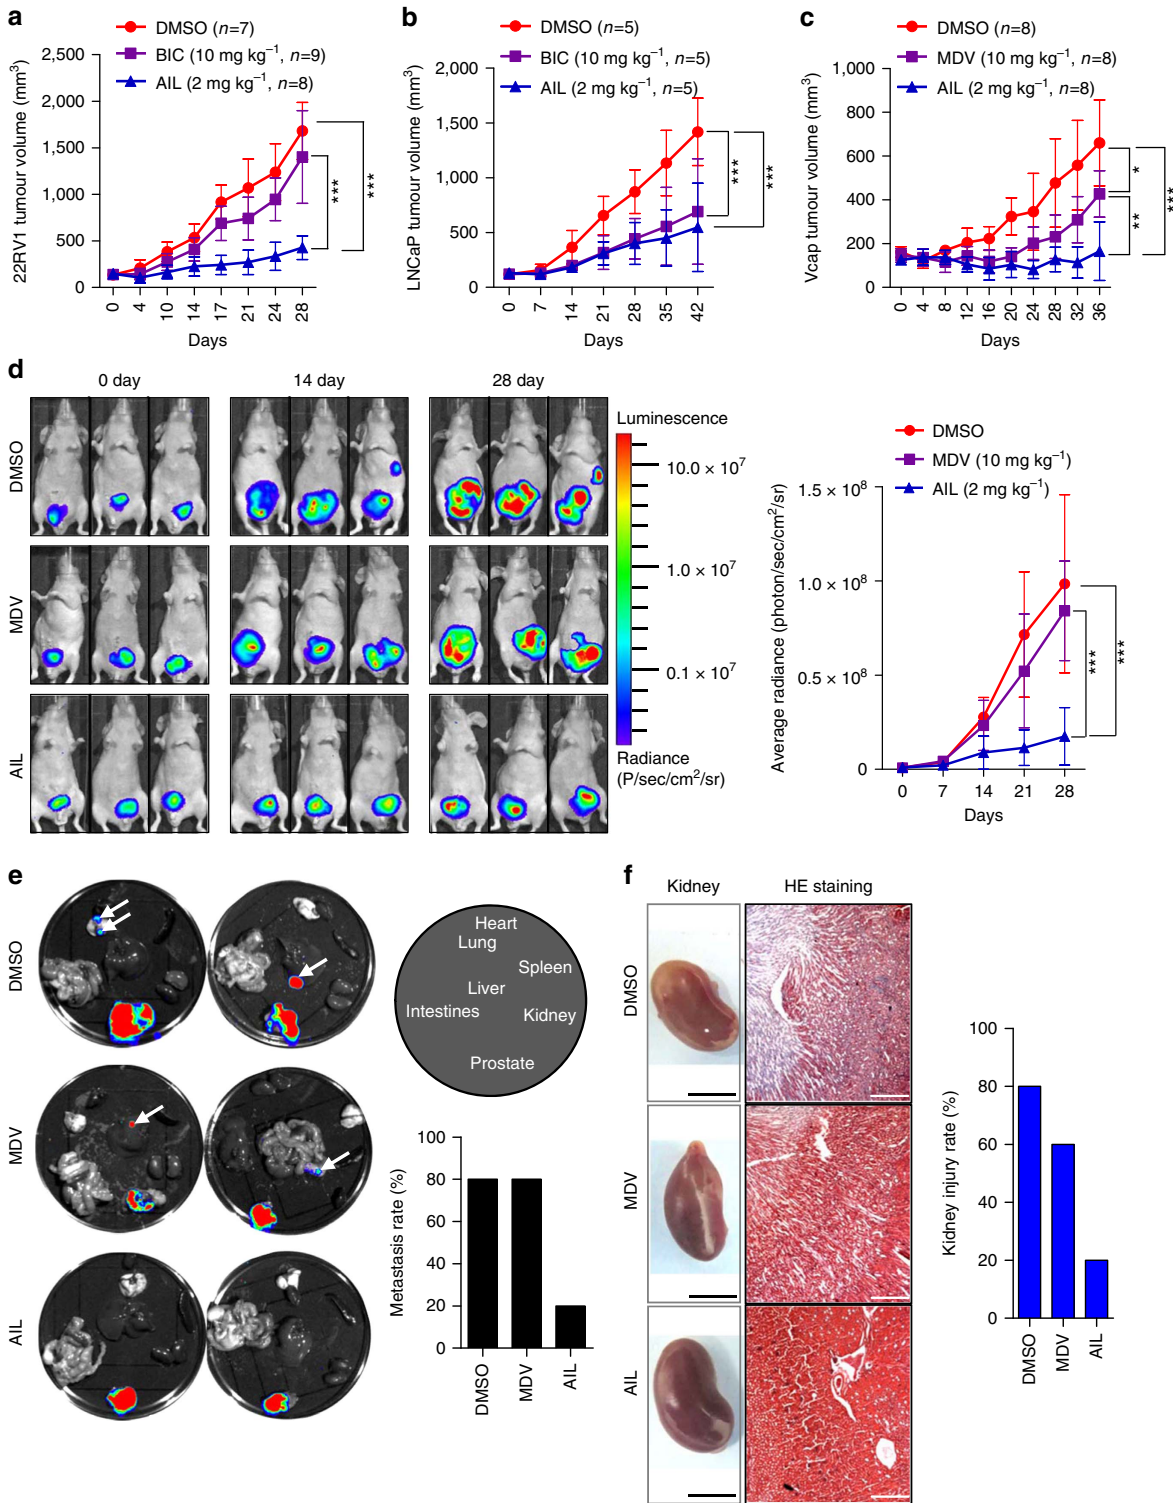 a
DMSO (n=7)
BIC (10 mg kg⁻¹, n=9)
AIL (2 mg kg⁻¹, n=8)
22RV1 tumour volume (mm³)
2,500
2,000
1,500
1,000
500
0
0 4 10 14 17 21 24 28
Days
***
***
b
DMSO (n=5)
BIC (10 mg kg⁻¹, n=5)
AIL (2 mg kg⁻¹, n=5)
LNCaP tumour volume (mm³)
2,000
1,500
1,000
500
0
0 7 14 21 28 35 42
Days
***
***
c
DMSO (n=8)
MDV (10 mg kg⁻¹, n=8)
AIL (2 mg kg⁻¹, n=8)
Vcap tumour volume (mm³)
1,000
800
600
400
200
0
0 4 8 12 16 20 24 28 32 36
Days
*
**
***
d
0 day 14 day 28 day
DMSO
MDV
AIL
Luminescence
10.0 × 10⁷
1.0 × 10⁷
0.1 × 10⁷
Radiance
(P/sec/cm²/sr)
DMSO
MDV (10 mg kg⁻¹)
AIL (2 mg kg⁻¹)
Average radiance (photon/sec/cm²/sr)
1.5 × 10⁸
1.0 × 10⁸
0.5 × 10⁸
0
0 7 14 21 28
Days
***
***
e
DMSO
MDV
AIL
Heart
Lung
Spleen
Liver
Intestines
Kidney
Prostate
Metastasis rate (%)
100
80
60
40
20
0
DMSO
MDV
AIL
f
Kidney HE staining
DMSO
MDV
AIL
Kidney injury rate (%)
100
80
60
40
20
0
DMSO
MDV
AIL